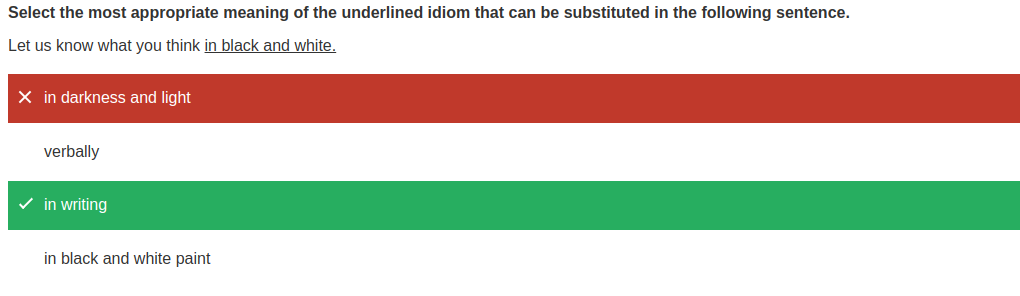 Select the most appropriate meaning of the underlined idiom that can be substituted in the following sentence.
Let us know what you think in black and white.
in darkness and light
verbally
in writing
in black and white paint